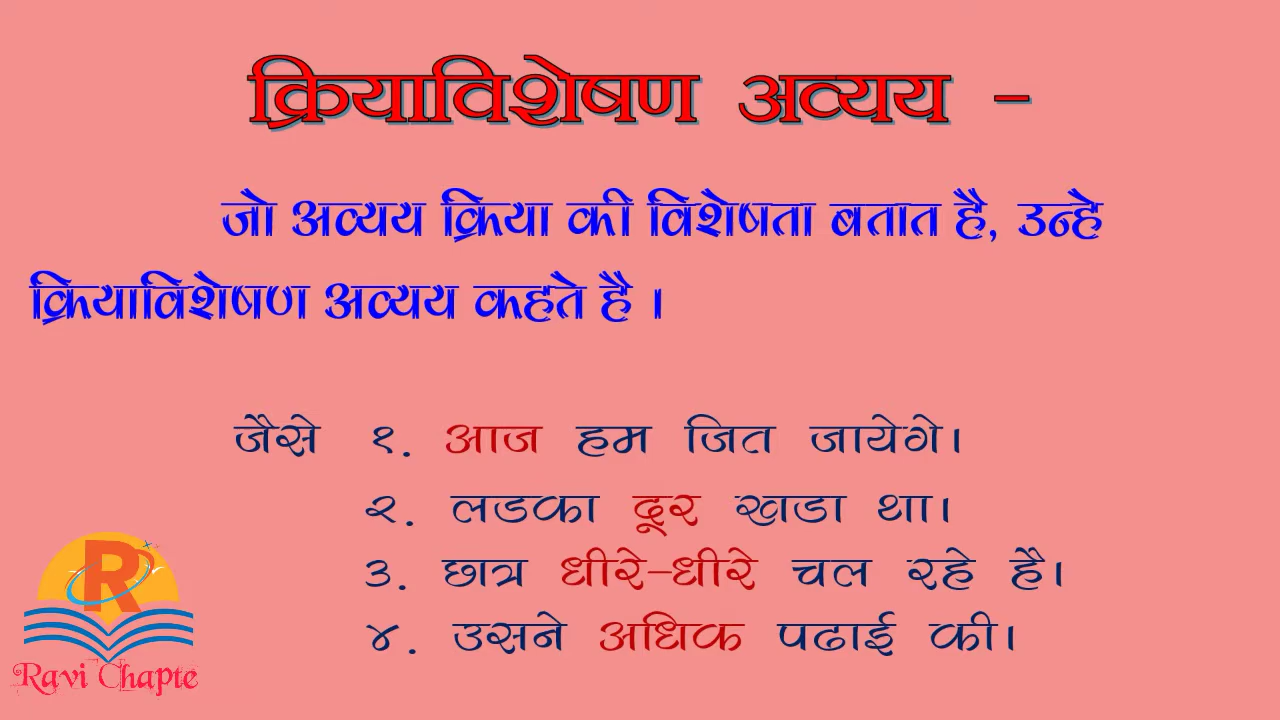 क्रियाविशेषण अव्यय -
जो अव्यय क्रिया की विशेषता बतात है, उन्हे
क्रियाविशेषण अव्यय कहते है ।
जैसे १. आज हम जित जायेगे।
२. लडका दूर खडा था।
३. छात्र धीरे-धीरे चल रहे है।
४. उसने अधिक पढाई की।
R
Ravi Chapte